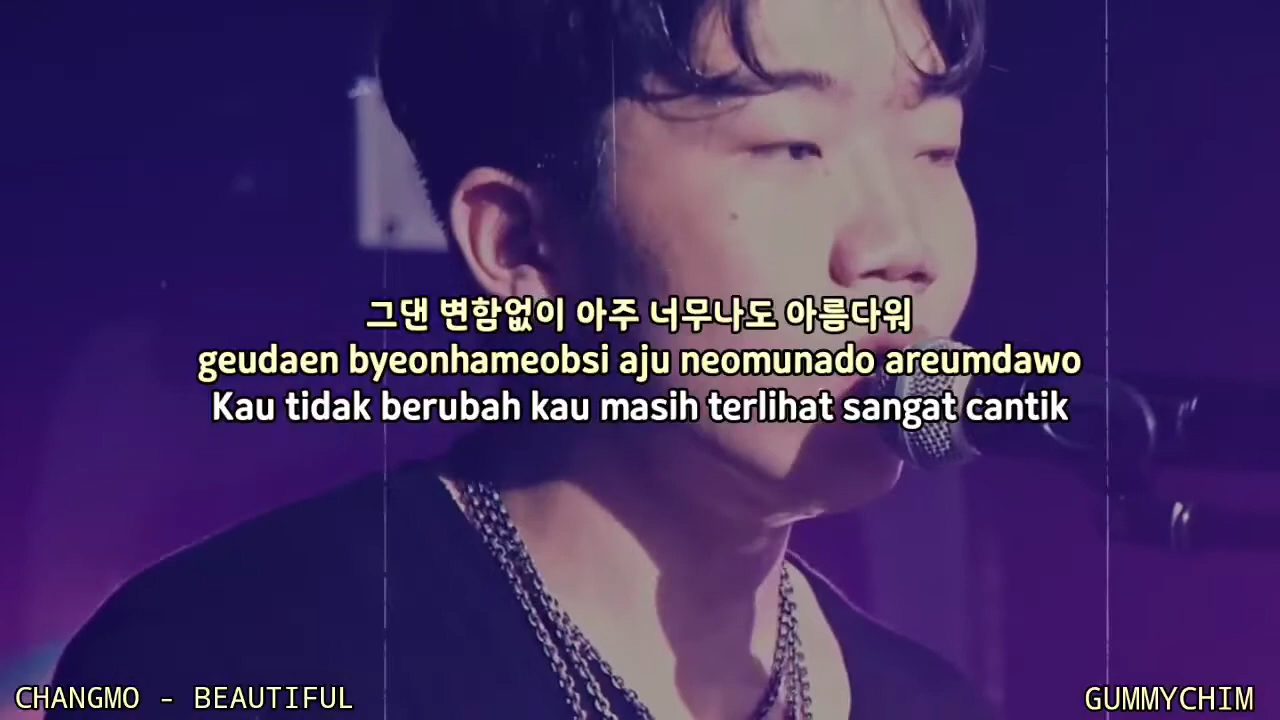 그댄 변함없이 아주 너무나도 아름다워
geudaen byeonhameobsi aju neomunado areumdawo
Kau tidak berubah kau masih terlihat sangat cantik
CHANGMO - BEAUTIFUL
GUMMYCHIM